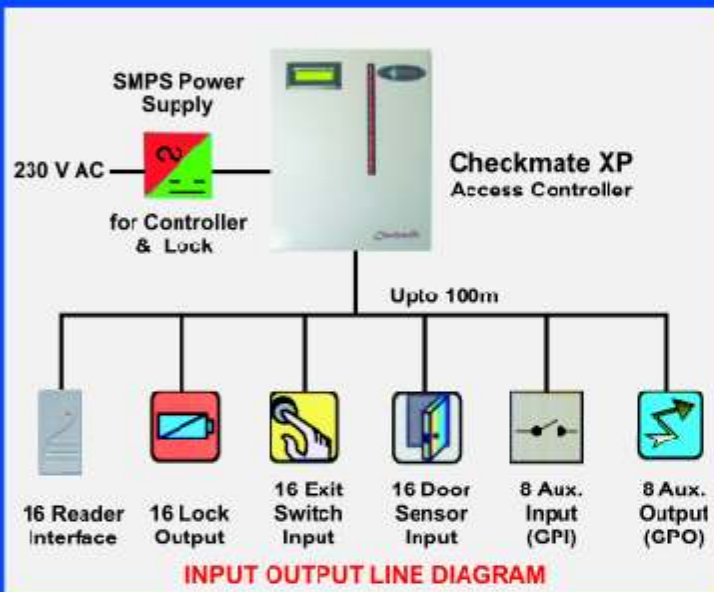 SMPS Power
Supply
230 V AC
for Controller
& Lock
Checkmate XP
Access Controller
Upto 100m
16 Reader
Interface
16 Lock
Output
16 Exit
Switch
Input
16 Door
Sensor
Input
8 Aux.
Input
(GPI)
8 Aux.
Output
(GPO)
INPUT OUTPUT LINE DIAGRAM